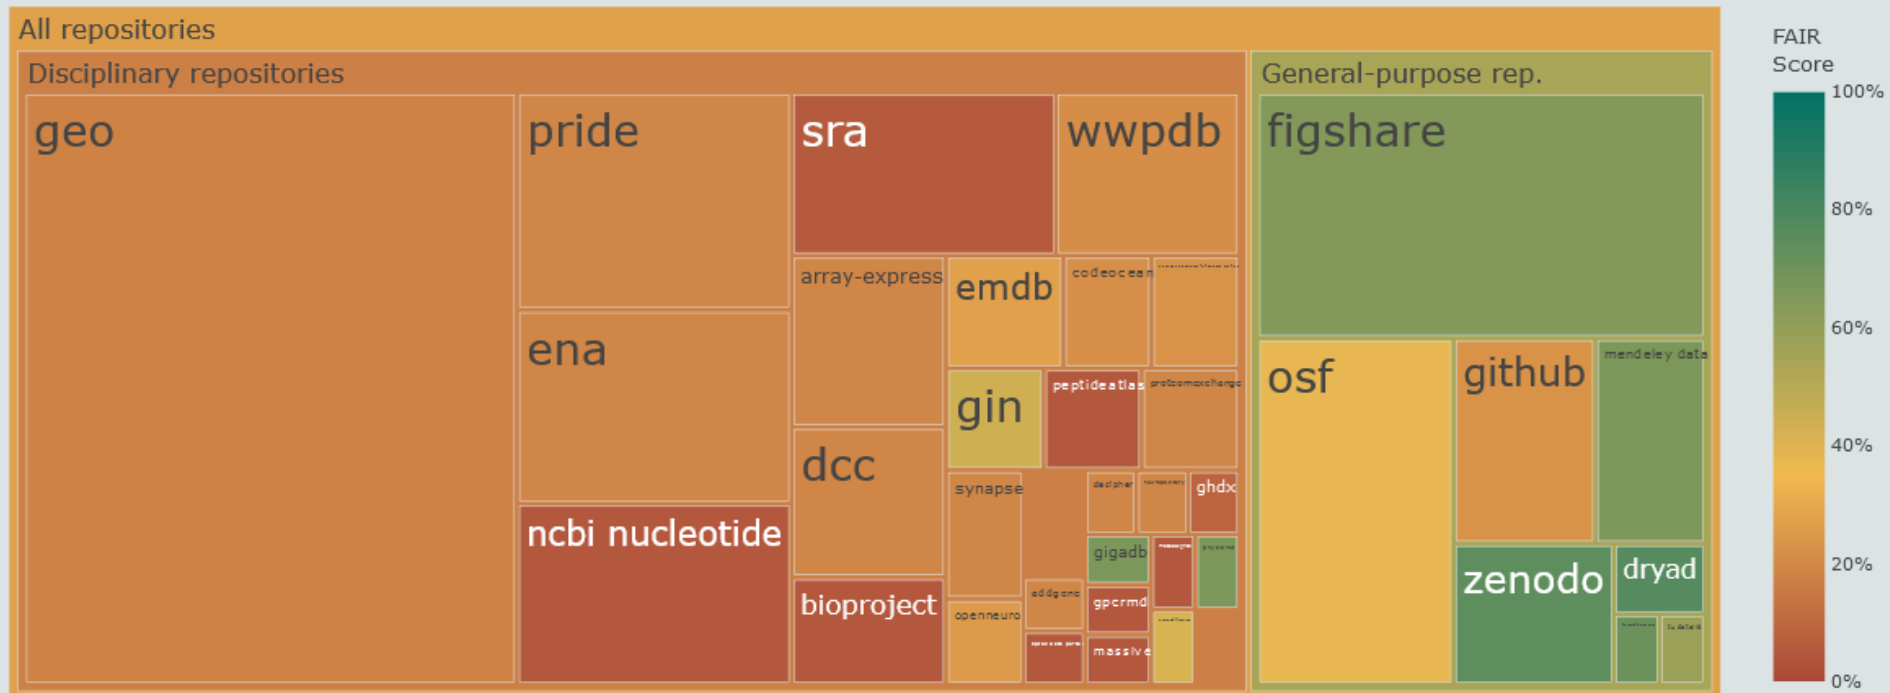 All repositories
Disciplinary repositories
General-purpose rep.
FAIR
Score
100%
80%
60%
40%
20%
0%
geo
pride
sra
wwpdb
figshare
array-express
emdb
codeocean
ena
osf
github
mendeley data
gin
peptideatlas
proteomexchange
dcc
synapse
decipher
ghdx
ncbi nucleotide
gigadb
zenodo
dryad
bioproject
addgene
gpcrmd
openneuro
massive